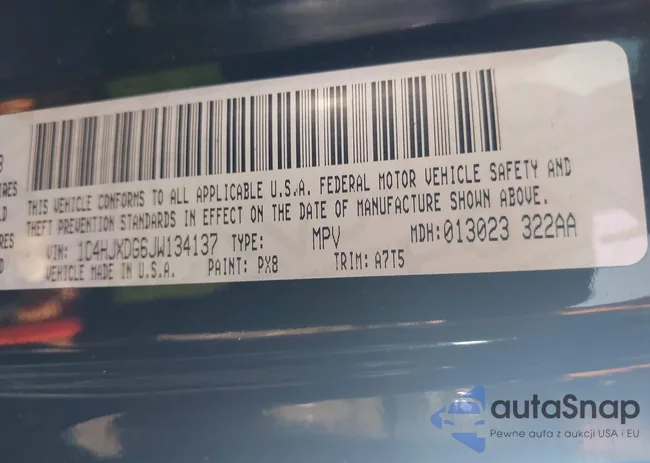 THIS VEHICLE CONFORMS TO ALL APPLICABLE U.S.A. FEDERAL MOTOR VEHICLE SAFETY AND
THEFT PREVENTION STANDARDS IN EFFECT ON THE DATE OF MANUFACTURE SHOWN ABOVE.
VIN: 1C4HJXDG6JW134137 TYPE: MPV MDH: 013023 322AA
VEHICLE MADE IN U.S.A. PAINT: PX8 TRIM: A7T5
autaSnap
Pewne auta z aukcji USA i EU